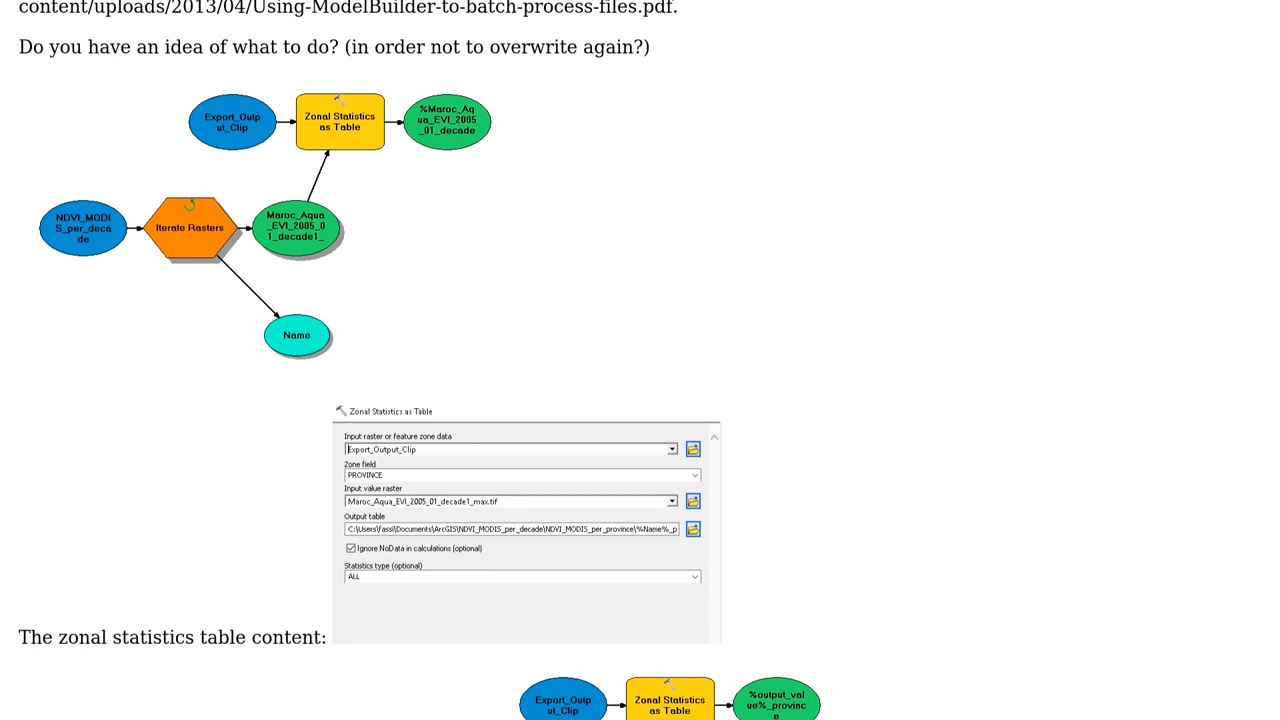 content/uploads/2013/04/Using-ModelBuilder-to-batch-process-files.pdf.
Do you have an idea of what to do? (in order not to overwrite again?)
Export_Outp
ut_Clip
Zonal Statistics
as Table
%Maroc_Aq
ua_EVI_2005
_01_decade
NDVI_MODI
S_per_deca
de
Iterate Rasters
Maroc_Aqua
_EVI_2005_0
1_decade1_
Name
Zonal Statistics as Table
Input raster or feature zone data
Export_Output_Clip
Zone field
PROVINCE
Input value raster
Maroc_Aqua_EVI_2005_01_decade1_max.tif
Output table
C:\Users\fassi\Documents\ArcGIS\NDVI_MODIS_per_decade\NDVI_MODIS_per_province\%Name%_p
Ignore NoData in calculations (optional)
Statistics type (optional)
ALL
The zonal statistics table content:
Export_Outp
ut_Clip
Zonal Statistics
as Table
%output_val
ue%_provinc
e